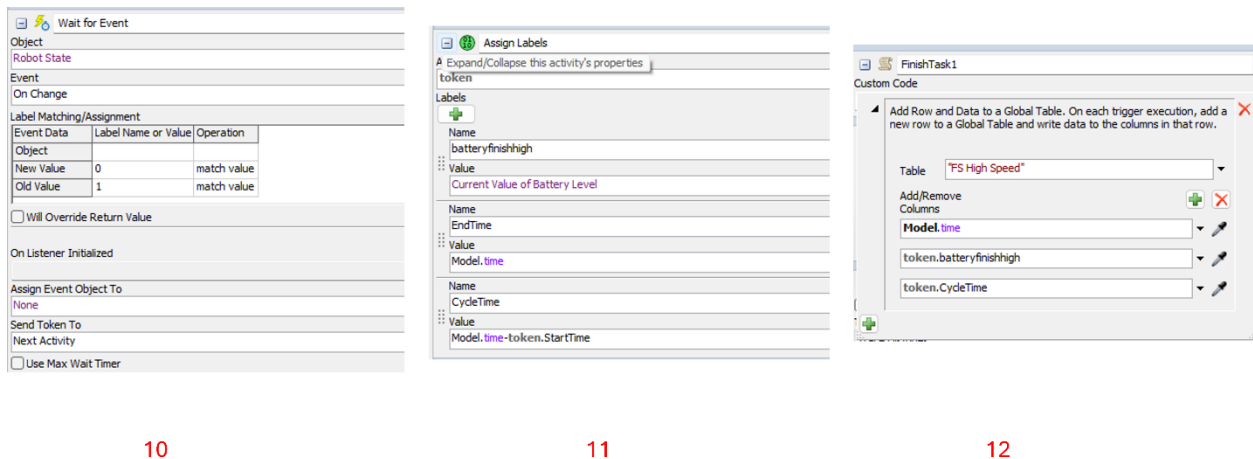 Wait for Event
Object
Robot State
Event
On Change
Label Matching/Assignment
Event Data Label Name or Value Operation
Object
New Value 0 match value
Old Value 1 match value
Will Override Return Value
On Listener Initialized
Assign Event Object To
None
Send Token To
Next Activity
Use Max Wait Timer
10
Assign Labels
A Expand/Collapse this activity's properties
token
Labels
Name
batteryfinishhigh
Value
Current Value of Battery Level
Name
EndTime
Value
Model.time
Name
CycleTime
Value
Model.time-token.StartTime
11
FinishTask1
Custom Code
Add Row and Data to a Global Table. On each trigger execution, add a
new row to a Global Table and write data to the columns in that row.
Table "FS High Speed"
Add/Remove
Columns
Model.time
token.batteryfinishhigh
token.CycleTime
12